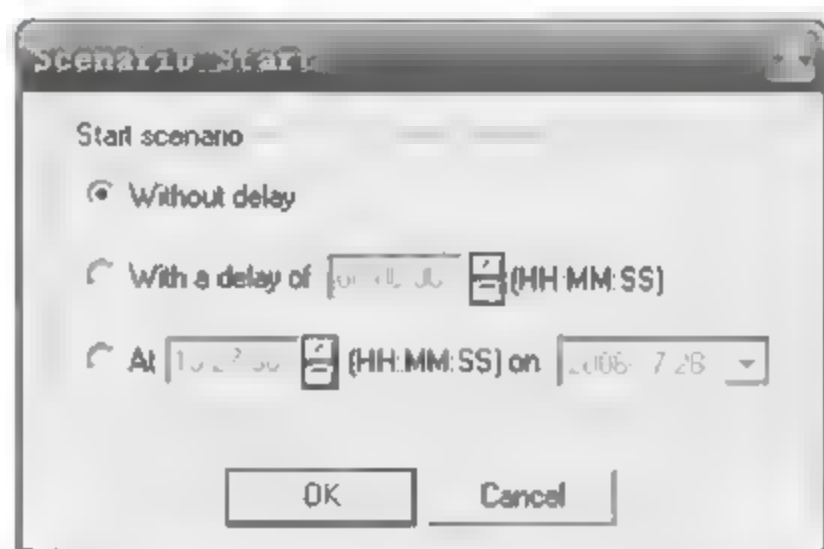 Scenario Start
Start scenario
Without delay
With a delay of (HH:MM:SS)
At (HH:MM:SS) on
OK
Cancel